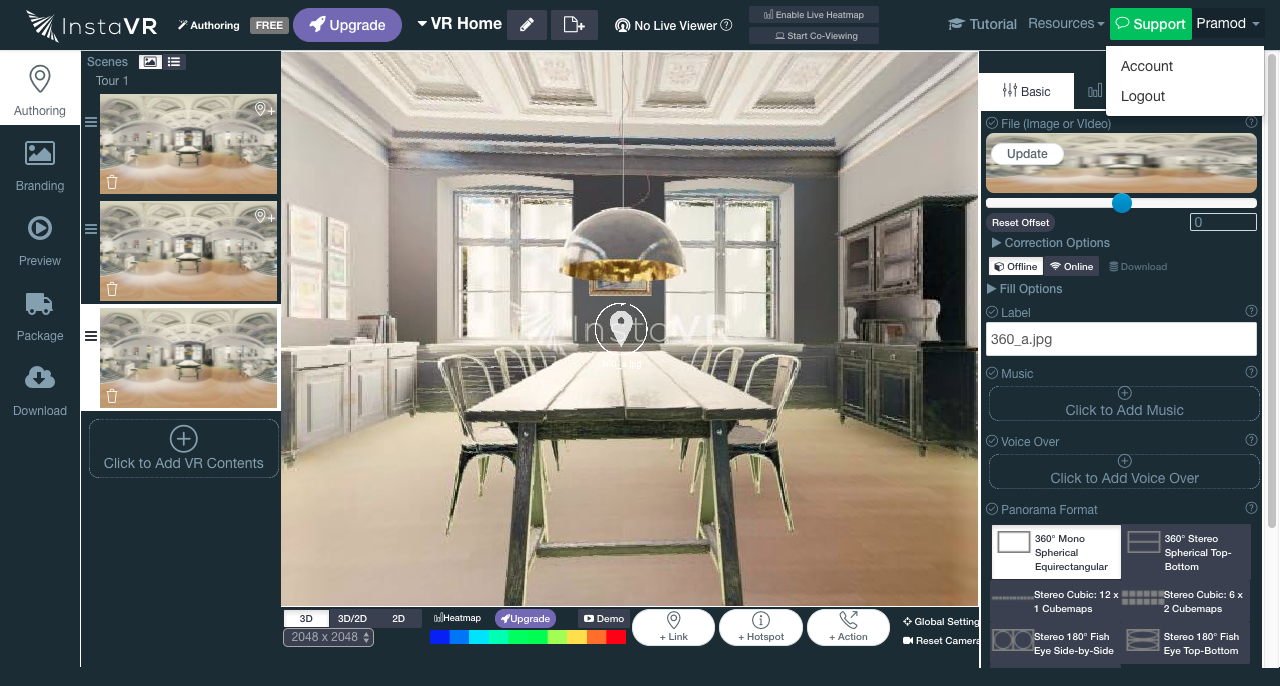 InstaVR
Authoring
FREE
Upgrade
VR Home
No Live Viewer
Enable Live Heatmap
Start Co-Viewing
Tutorial
Resources
Support
Pramod
Account
Logout
Authoring
Branding
Preview
Package
Download
Scenes
Tour 1
Click to Add VR Contents
InstaVR
3D
3D/2D
2D
Heatmap
Upgrade
Demo
2048 x 2048
+ Link
+ Hotspot
+ Action
Global Setting
Reset Camera
Basic
File (Image or VIdeo)
Update
Reset Offset
0
Correction Options
Offline
Online
Download
Fill Options
Label
360_a.jpg
Music
Click to Add Music
Voice Over
Click to Add Voice Over
Panorama Format
360° Mono
Spherical
Equirectangular
360° Stereo
Spherical Top-
Bottom
Stereo Cubic: 12 x
1 Cubemaps
Stereo Cubic: 6 x
2 Cubemaps
Stereo 180° Fish
Eye Side-by-Side
Stereo 180° Fish
Eye Top-Bottom